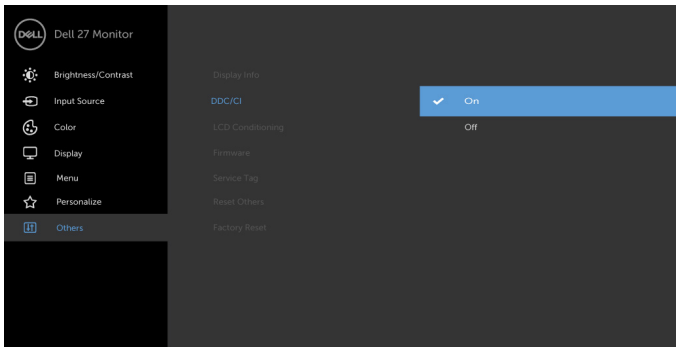 DELL Dell 27 Monitor
Brightness/Contrast
Display Info
Input Source
DDC/CI
On
Color
LCD Conditioning
Off
Display
Firmware
Menu
Service Tag
Personalize
Reset Others
Others
Factory Reset